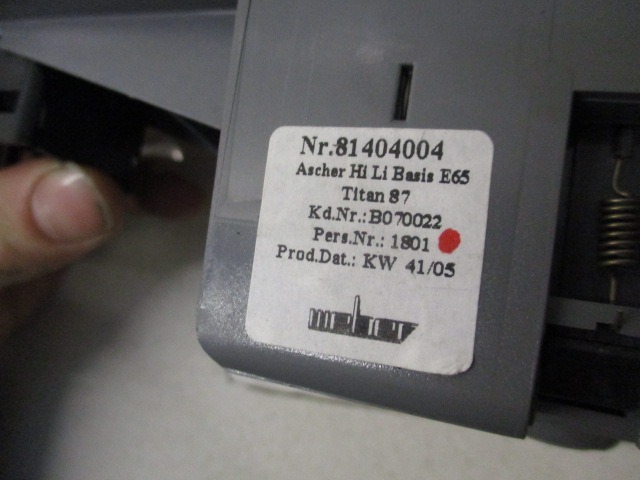 Nr.:81404004
Ascher Hi Li Basis E65
Titan 87
Kd.Nr.:B070022
Pers.Nr.: 1801
Prod.Dat.: KW 41/05